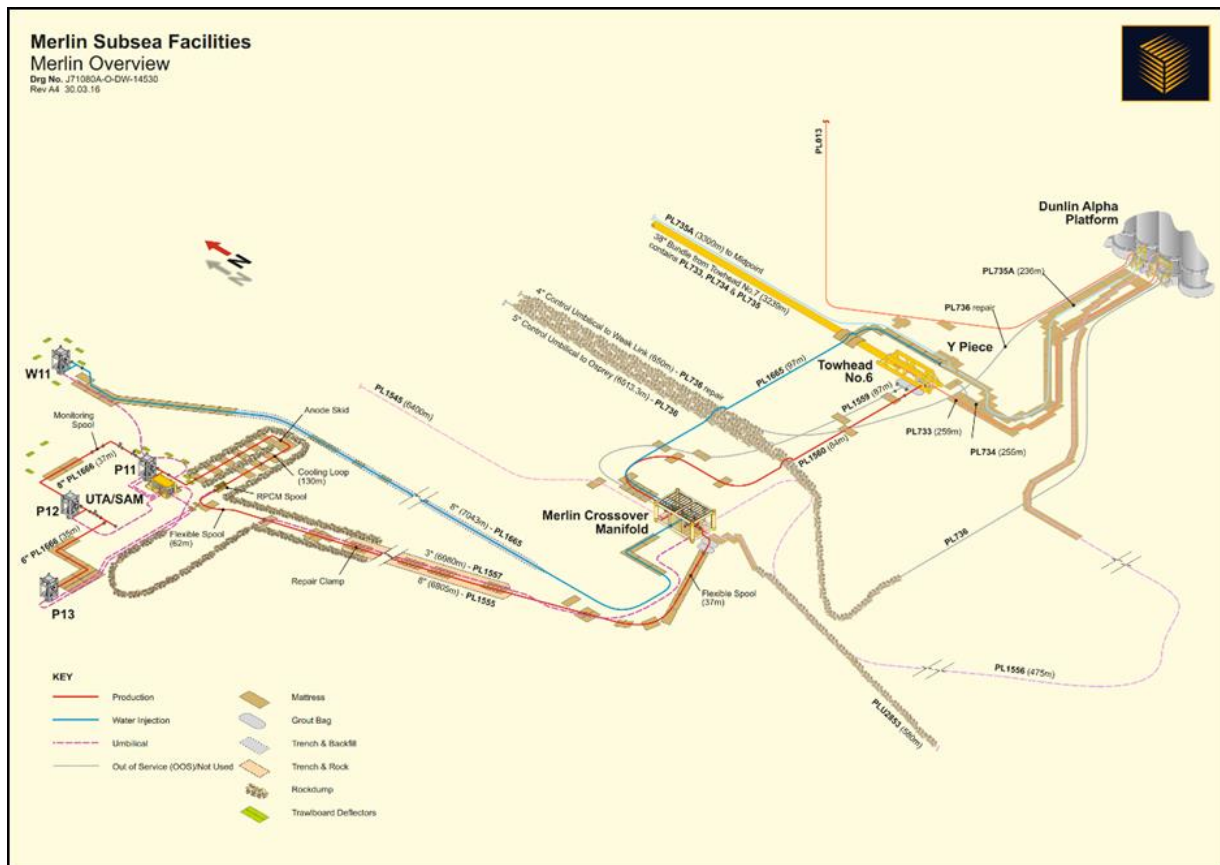 Merlin Subsea Facilities
Merlin Overview
Drg No. J71080A-O-DW-14530
Rev A4 30.03.16
N
N
PL013
Dunlin Alpha
Platform
PL735A (3360m) to Midpoint
38" Bundle from Towhead No.7 (3239m)
contains PL733, PL734 & PL735
PL735A (236m)
PL736 repair
4" Control Umbilical to Weak Link (650m) - PL736 repair
5" Control Umbilical to Osprey (6513.3m) - PL736
PL1665 (97m)
Y Piece
Towhead
No.6
W11
PL1545 (6400m)
PL1559 (87m)
PL733 (259m)
PL734 (255m)
PL1560 (84m)
Monitoring
Spool
Anode Skid
8" PL1666 (37m)
P11
Cooling Loop
(130m)
UTA/SAM
RPCM Spool
P12
8" (7043m) - PL1665
Merlin Crossover
Manifold
Flexible Spool
(62m)
6" PL1666 (35m)
PL736
3" (6680m) - PL1557
8" (6805m) - PL1555
Repair Clamp
Flexible Spool
(37m)
P13
PL1556 (475m)
PLU2853 (580m)
KEY
Production
Water Injection
Umbilical
Out of Service (OOS)/Not Used
Mattress
Grout Bag
Trench & Backfill
Trench & Rock
Rockdump
Trawlboard Deflectors